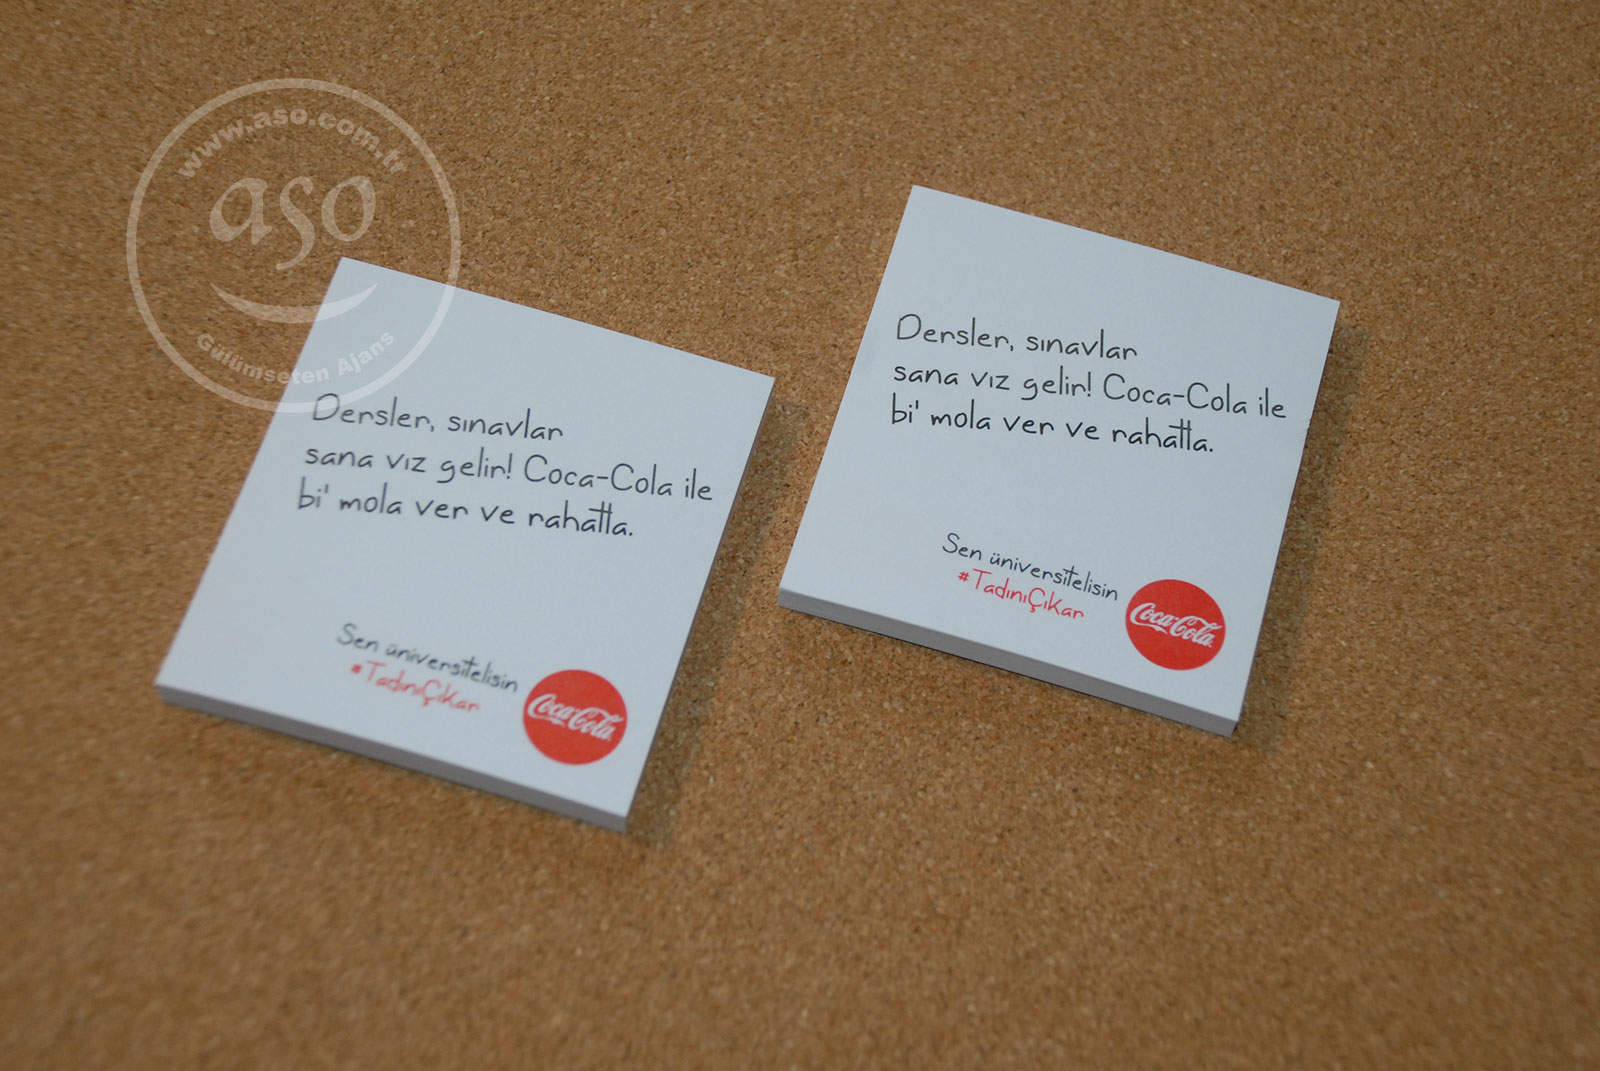 www.aso.com.tr
aso
Gülümseten Ajans
Dersler, sınavlar
sana vız gelir! Coca-Cola ile
bi' mola ver ve rahatla.
Sen üniversitelisin
#TadınıÇıkar
Coca-Cola
Dersler, sınavlar
sana vız gelir! Coca-Cola ile
bi' mola ver ve rahatla.
Sen üniversitelisin
#TadınıÇıkar
Coca-Cola